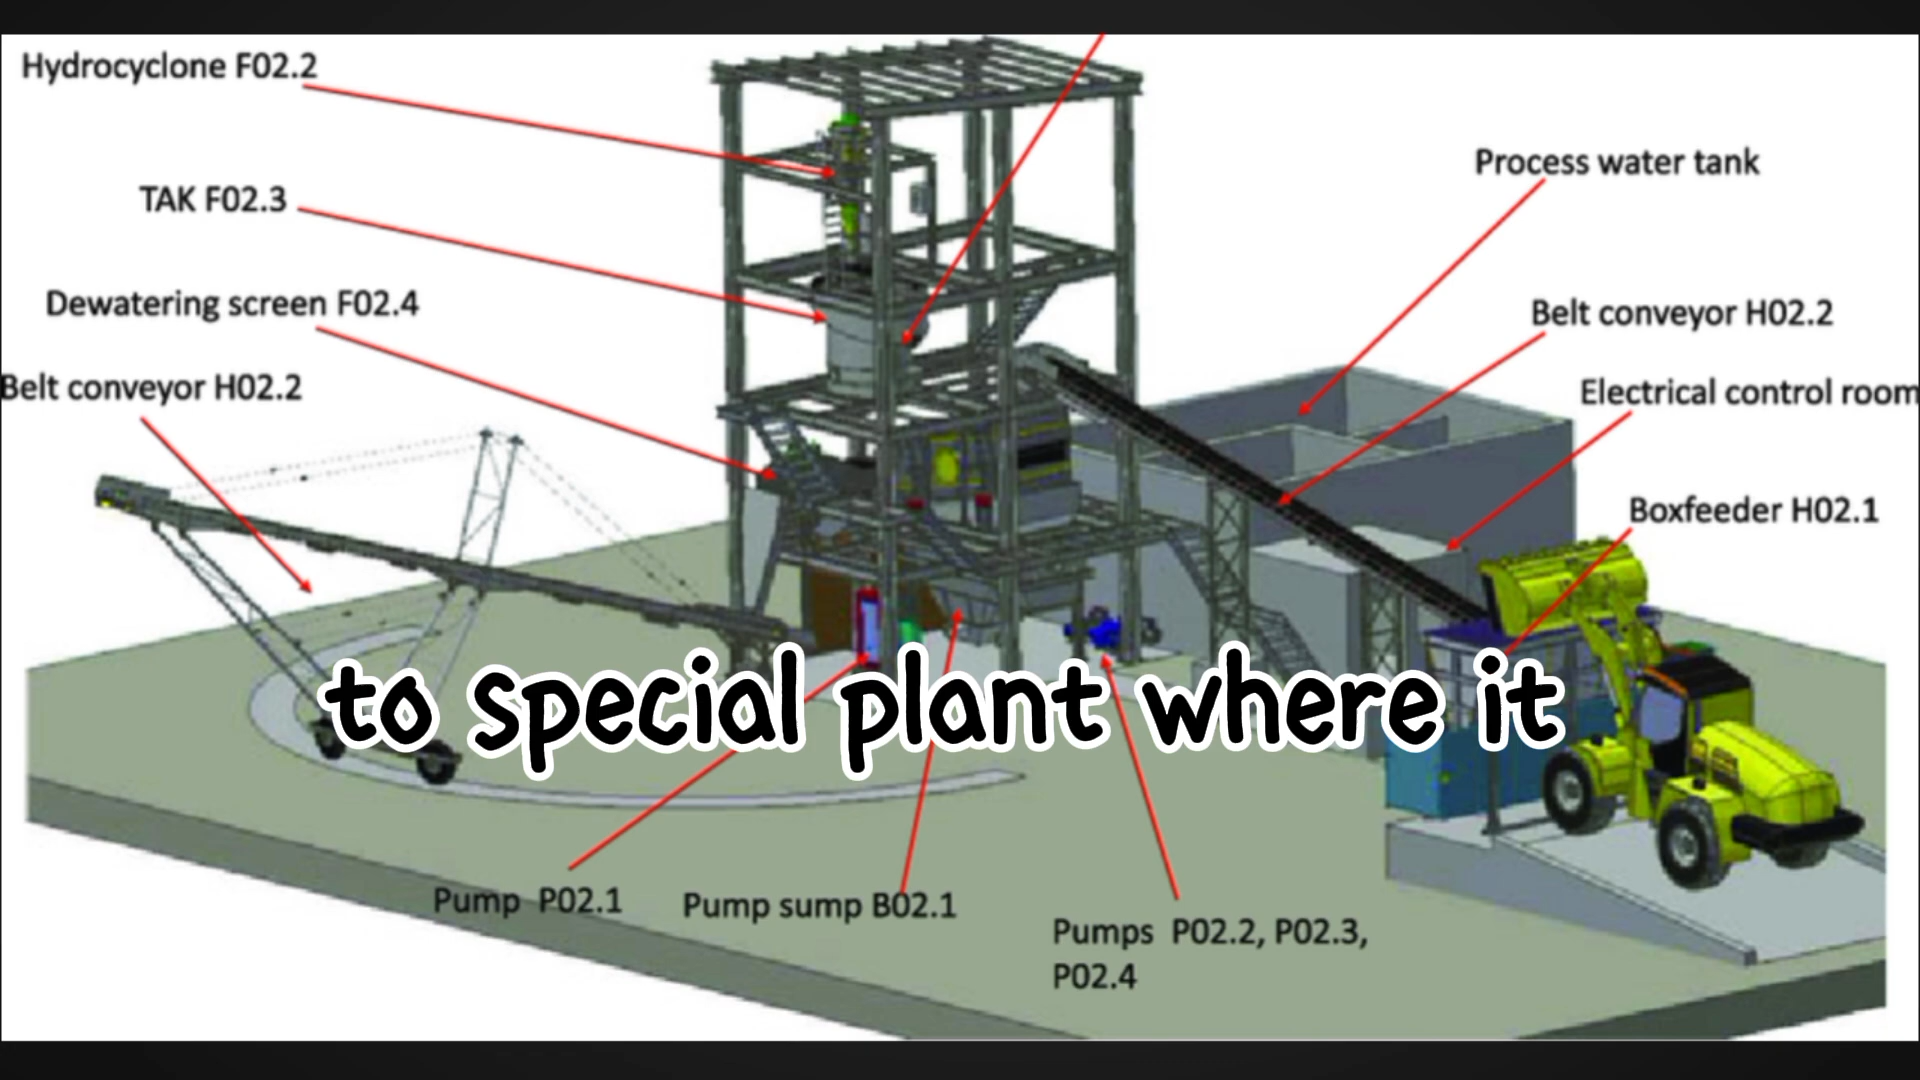 Hydrocyclone F02.2
Process water tank
TAK F02.3
Dewatering screen F02.4
Belt conveyor H02.2
Belt conveyor H02.2
Electrical control room
Boxfeeder H02.1
to special plant where it
Pump P02.1
Pump sump B02.1
Pumps P02.2, P02.3,
P02.4